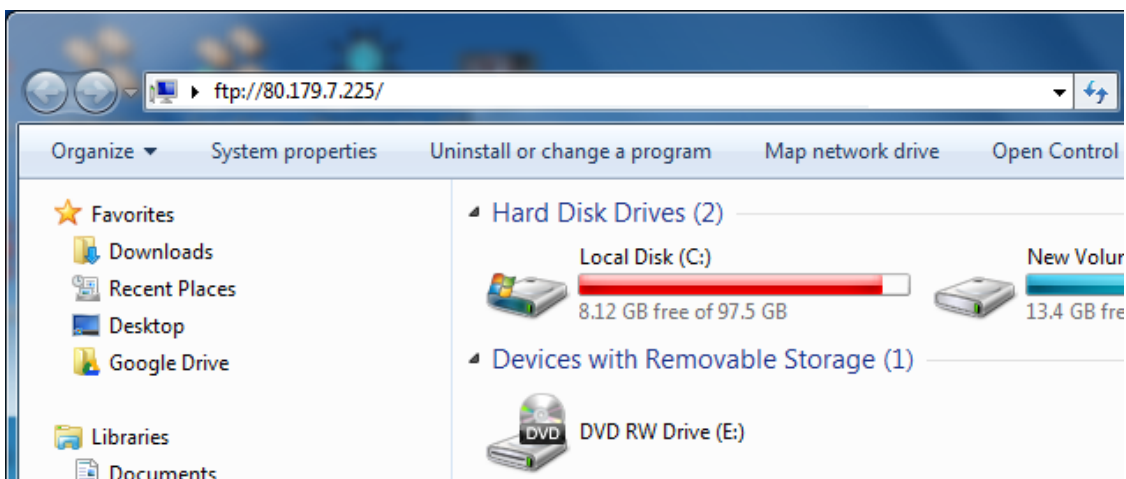 ftp://80.179.7.225/
Organize System properties Uninstall or change a program Map network drive Open Control
Favorites
Downloads
Recent Places
Desktop
Google Drive
Libraries
Documents
Hard Disk Drives (2)
Local Disk (C:)
8.12 GB free of 97.5 GB
New Volur
13.4 GB fre
Devices with Removable Storage (1)
DVD
DVD RW Drive (E:)